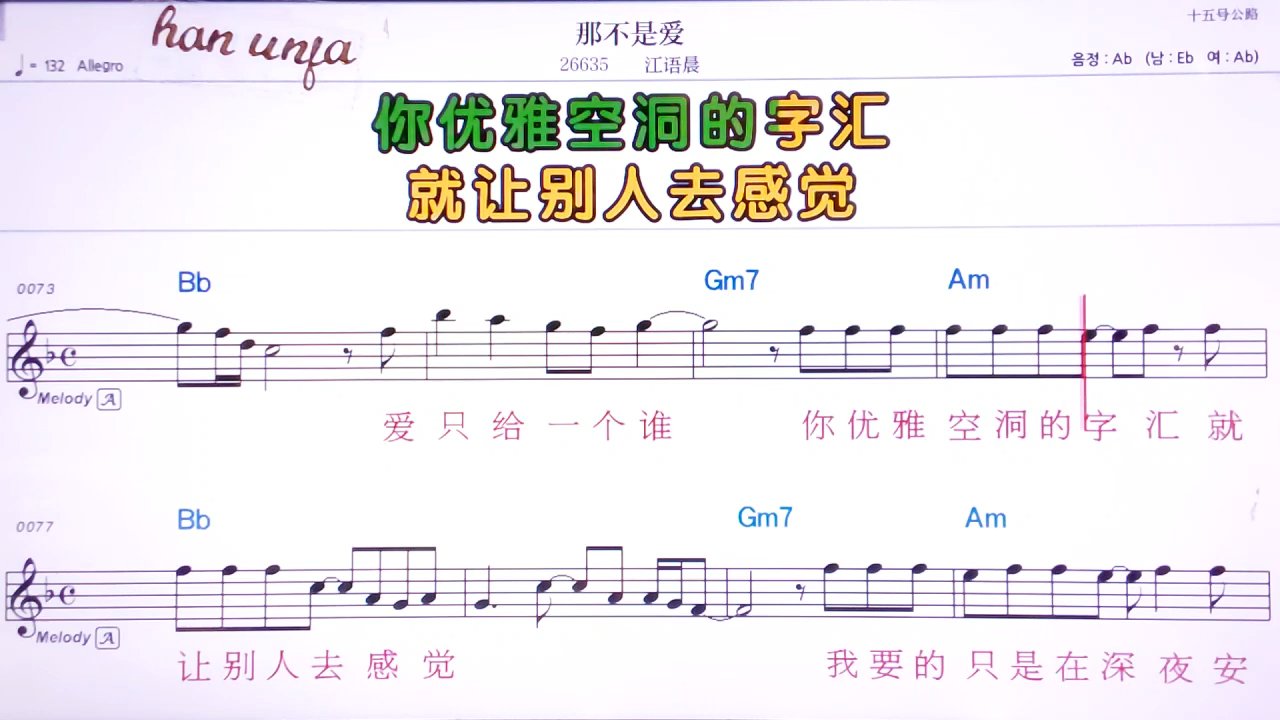 han unfa
那不是爱
十五号公路
♩= 132 Allegro
26635 江语晨
음정 : Ab (남 : Eb 여 : Ab)
你优雅空洞的字汇
就让别人去感觉
0073 Bb Gm7 Am
Melody A
爱 只 给 一 个 谁 你 优 雅 空 洞 的 字 汇 就
0077 Bb Gm7 Am
Melody A
让 别 人 去 感 觉 我 要 的 只 是 在 深 夜 安